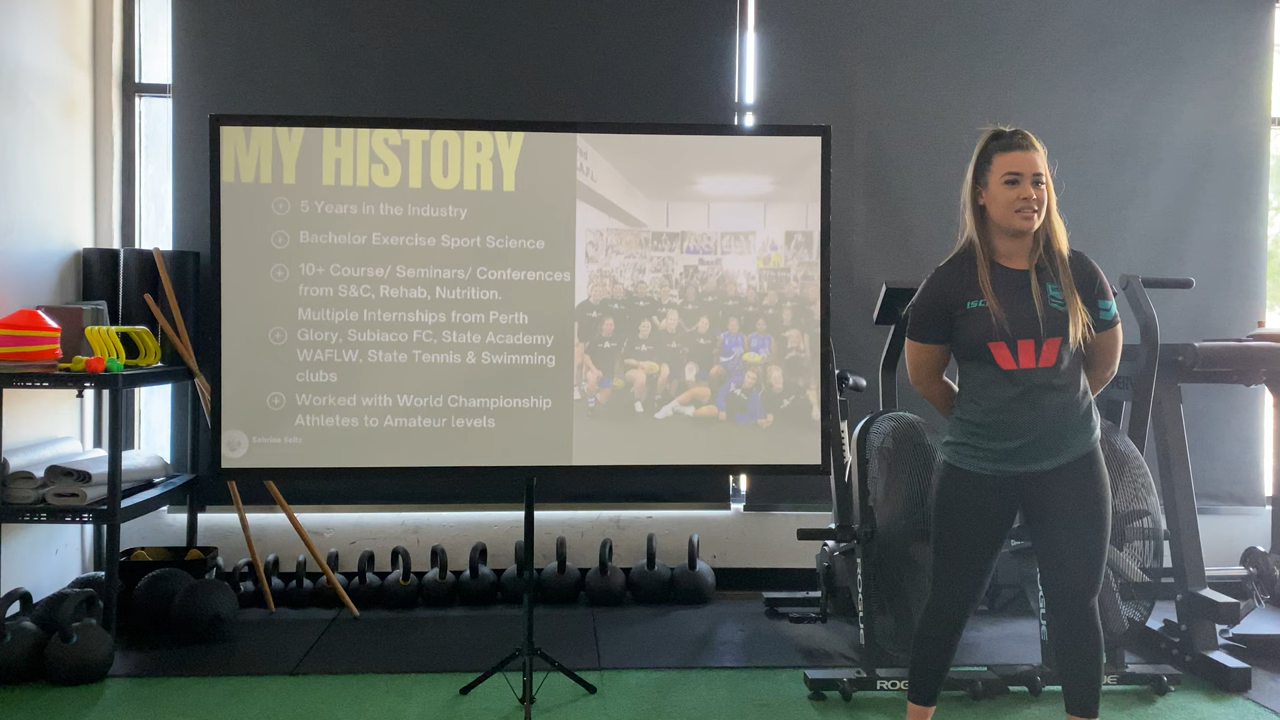 MY HISTORY
5 Years in the Industry
Bachelor Exercise Sport Science
10+ Course/ Seminars/ Conferences
from S&C, Rehab, Nutrition.
Multiple Internships from Perth
Glory, Subiaco FC, State Academy
WAFLW, State Tennis & Swimming
clubs
Worked with World Championship
Athletes to Amateur levels
ISC
ROGUE
ROGUE
ROGUE